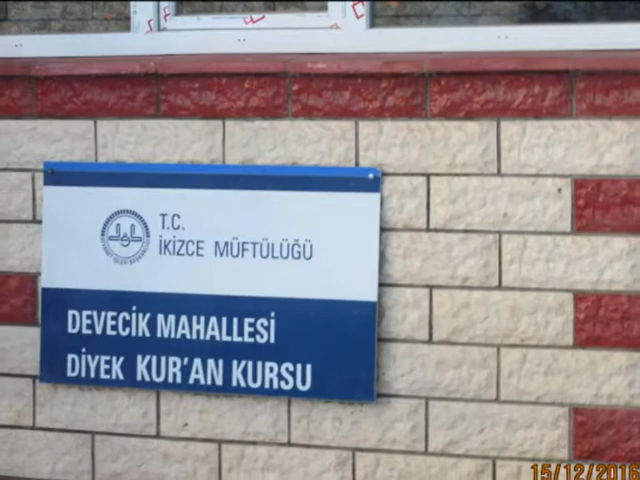 T.C.
İKİZCE MÜFTÜLÜĞÜ
DEVECİK MAHALLESİ
DİYEK KUR'AN KURSU
15/12/2016